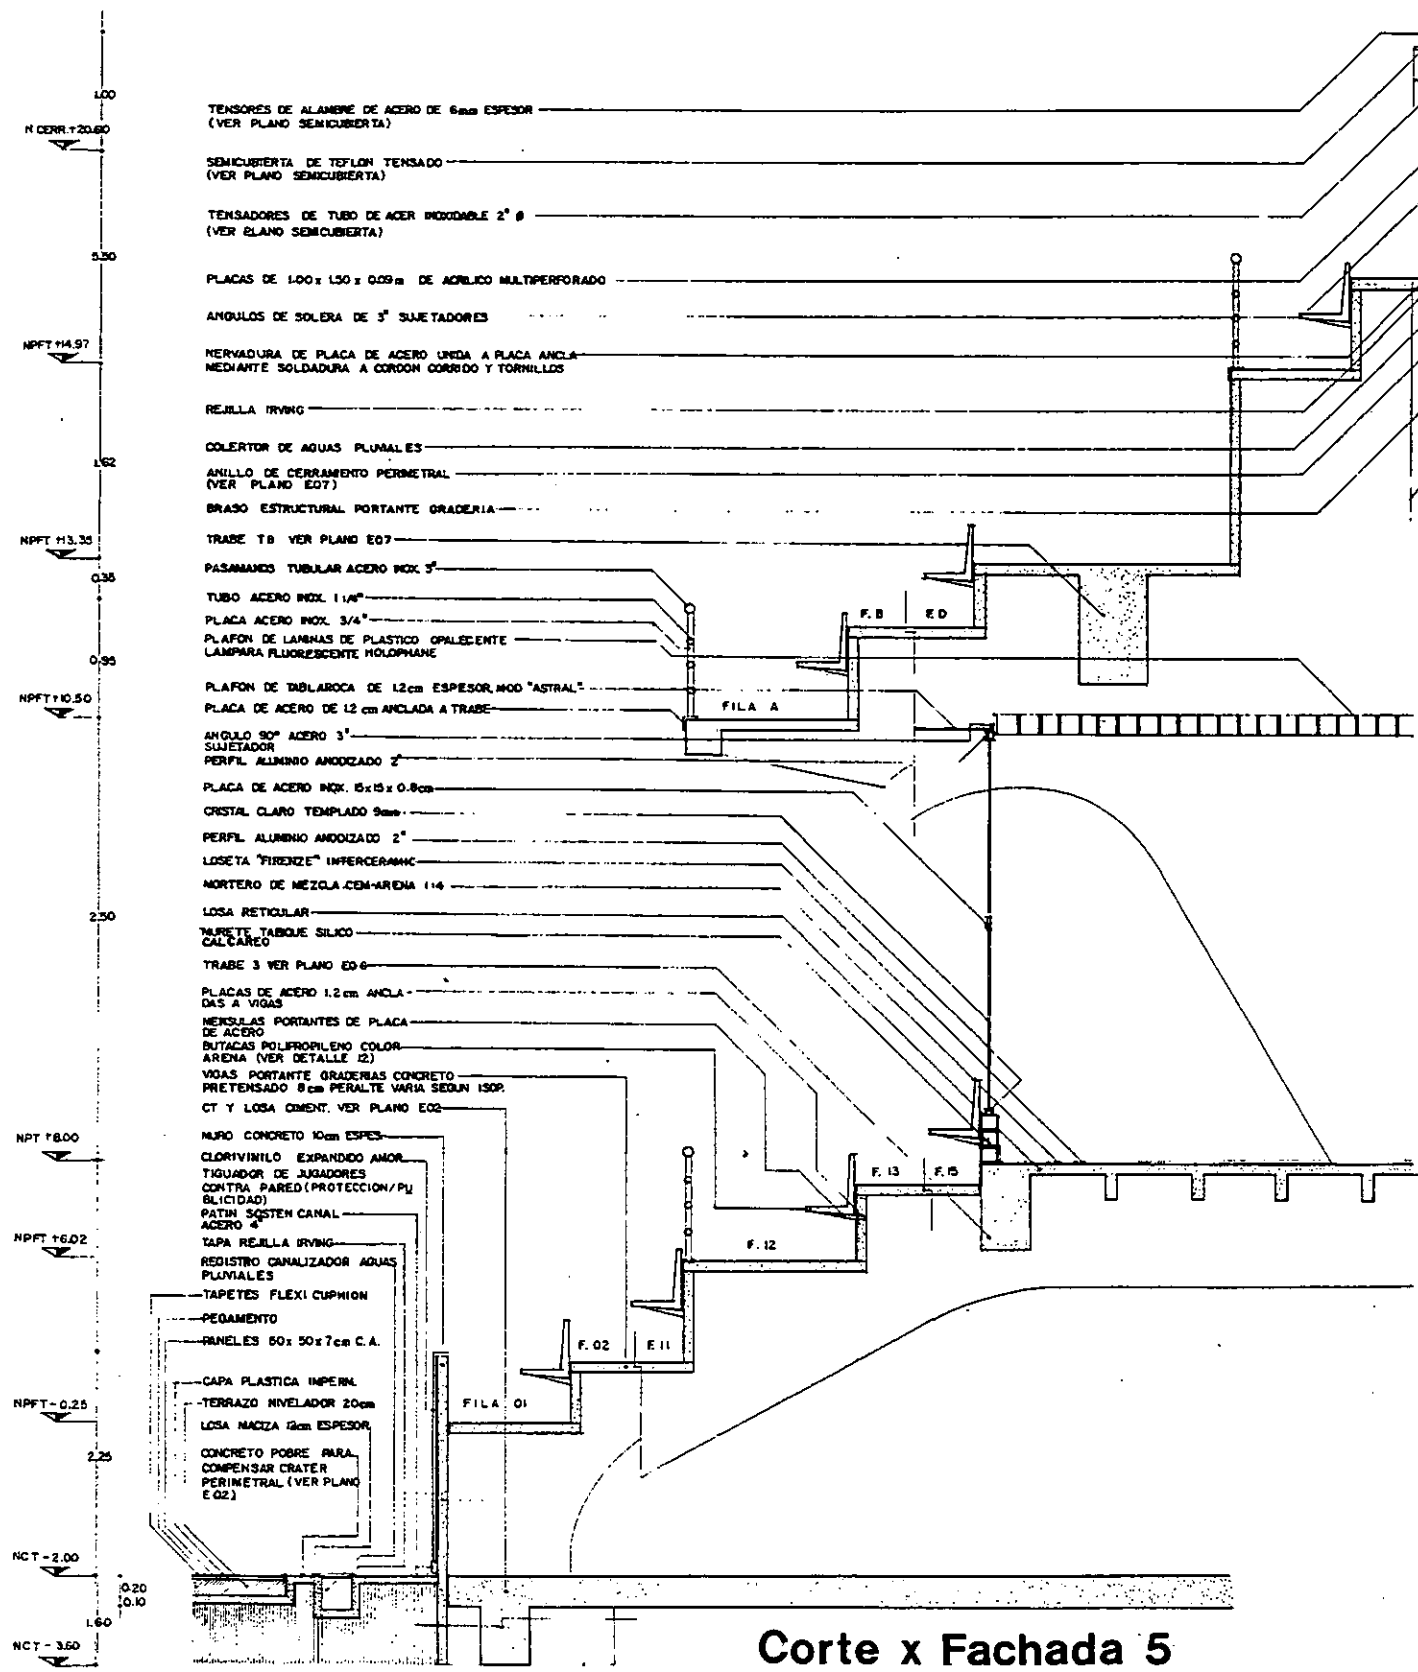 1.00
N CERR.+20.60
TENSORES DE ALAMBRE DE ACERO DE 6mm ESPESOR
(VER PLANO SEMICUBIERTA)
SEMICUBIERTA DE TEFLON TENSADO
(VER PLANO SEMICUBIERTA)
TENSADORES DE TUBO DE ACER INOXIDABLE 2" Ø
(VER PLANO SEMICUBIERTA)
5.50
PLACAS DE 1.00 x 1.50 x 0.09m DE ACRILICO MULTIPERFORADO
ANGULOS DE SOLERA DE 3" SUJETADORES
NPFT +14.97
NERVADURA DE PLACA DE ACERO UNIDA A PLACA ANCLA
MEDIANTE SOLDADURA A CORDON CORRIDO Y TORNILLOS
REJILLA IRVING
COLERTOR DE AGUAS PLUVIALES
1.62
ANILLO DE CERRAMIENTO PERIMETRAL
(VER PLANO E07)
BRASO ESTRUCTURAL PORTANTE GRADERIA
NPFT +13.35
TRABE T8 VER PLANO E07
0.35
PASAMANOS TUBULAR ACERO INOX. 3"
TUBO ACERO INOX. 1 1/4"
PLACA ACERO INOX. 3/4"
F. B F. D
PLAFON DE LAMINAS DE PLASTICO OPALECENTE
LAMPARA FLUORESCENTE HOLOPHANE
0.95
PLAFON DE TABLAROCA DE 1.2cm ESPESOR, MOD "ASTRAL"
NPFT+10.50
PLACA DE ACERO DE 1.2 cm ANCLADA A TRABE
FILA A
ANGULO 90° ACERO 3"
SUJETADOR
PERFIL ALUMINIO ANODIZADO 2"
PLACA DE ACERO INOX. 15x15 x 0.8cm
CRISTAL CLARO TEMPLADO 9mm
PERFIL ALUMINIO ANODIZADO 2"
LOSETA "FIRENZE" INTERCERAMIC
MORTERO DE MEZCLA.CEM-ARENA 1:4
2.50
LOSA RETICULAR
MURETE TABIQUE SILICO
CALCAREO
TRABE 3 VER PLANO E06
PLACAS DE ACERO 1.2cm ANCLA
DAS A VIGAS
MENSULAS PORTANTES DE PLACA
DE ACERO
BUTACAS POLIPROPILENO COLOR
ARENA (VER DETALLE 12)
VIGAS PORTANTE GRADERIAS CONCRETO
PRETENSADO 8cm PERALTE VARIA SEGUN ISOP.
CT Y LOSA CIMENT. VER PLANO E02
NPT +8.00
MURO CONCRETO 10cm ESPES
CLORIVINILO EXPANDIDO AMOR
TIGUADOR DE JUGADORES
CONTRA PARED (PROTECCION/PU
BLICIDAD)
F. 13 F. 15
PATIN SOSTEN CANAL
ACERO 4"
NPFT +6.02
TAPA REJILLA IRVING
F. 12
REGISTRO CANALIZADOR AGUAS
PLUVIALES
TAPETES FLEXI CUPHION
PEGAMENTO
PANELES 50x 50x7cm C.A.
F. 02 F. 11
CAPA PLASTICA IMPERM.
NPFT-0.25
TERRAZO NIVELADOR 20cm
FILA 01
LOSA MACIZA 12cm ESPESOR
2.25
CONCRETO POBRE PARA
COMPENSAR CRATER
PERIMETRAL (VER PLANO
E 02)
NCT -2.00
0.20
0.10
1.60
NCT - 3.60
Corte x Fachada 5